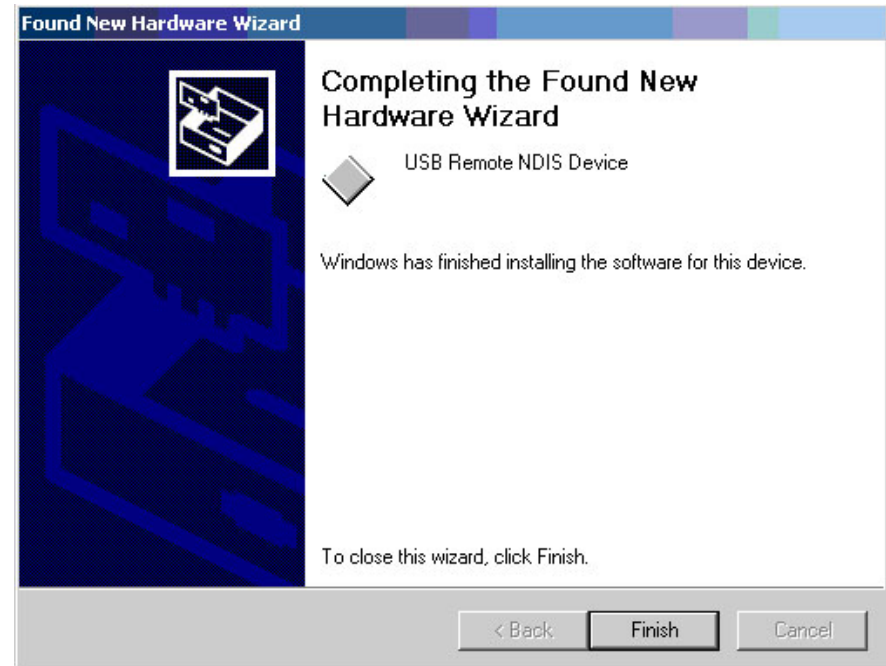 Found New Hardware Wizard
Completing the Found New
Hardware Wizard
USB Remote NDIS Device
Windows has finished installing the software for this device.
To close this wizard, click Finish.
< Back
Finish
Cancel